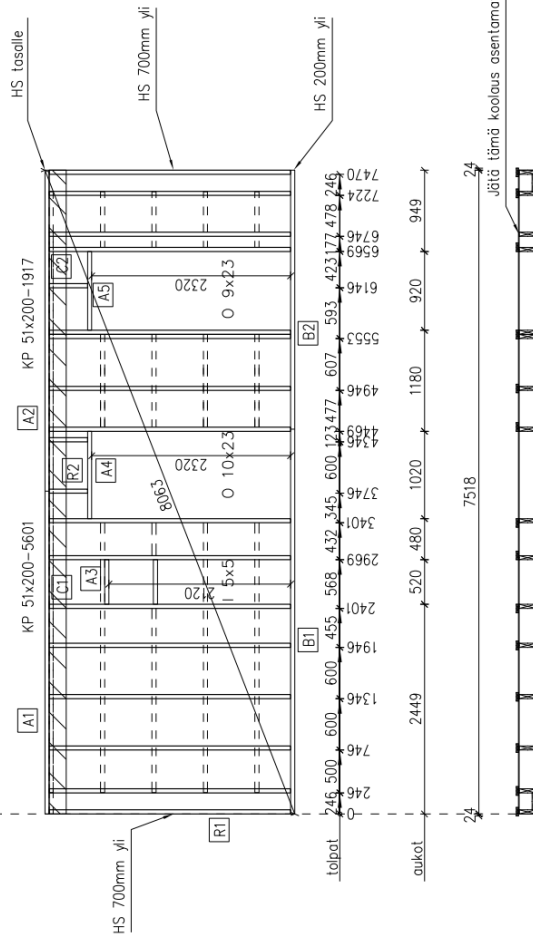 HS 700mm yli
HS tasalle
HS 700mm yli
HS 200mm yli
A1
KP 51x200-5601
A2
KP 51x200-1917
C1
R2
C2
A3
A4
A5
8063
2120
2320
2320
I 5x5
O 10x23
O 9x23
R1
B1
B2
tolpat
246 500 600 600 455 568 432 345 600 123 477 607 593 423 177 478 246
0 246 746 1346 1946 2401 2969 3401 3746 4346 4469 4946 5553 6146 6569 6746 7224 7470
aukot
2449 520 480 1020 1180 920 949
24 7518 24
Jätä tämä koolaus asentama